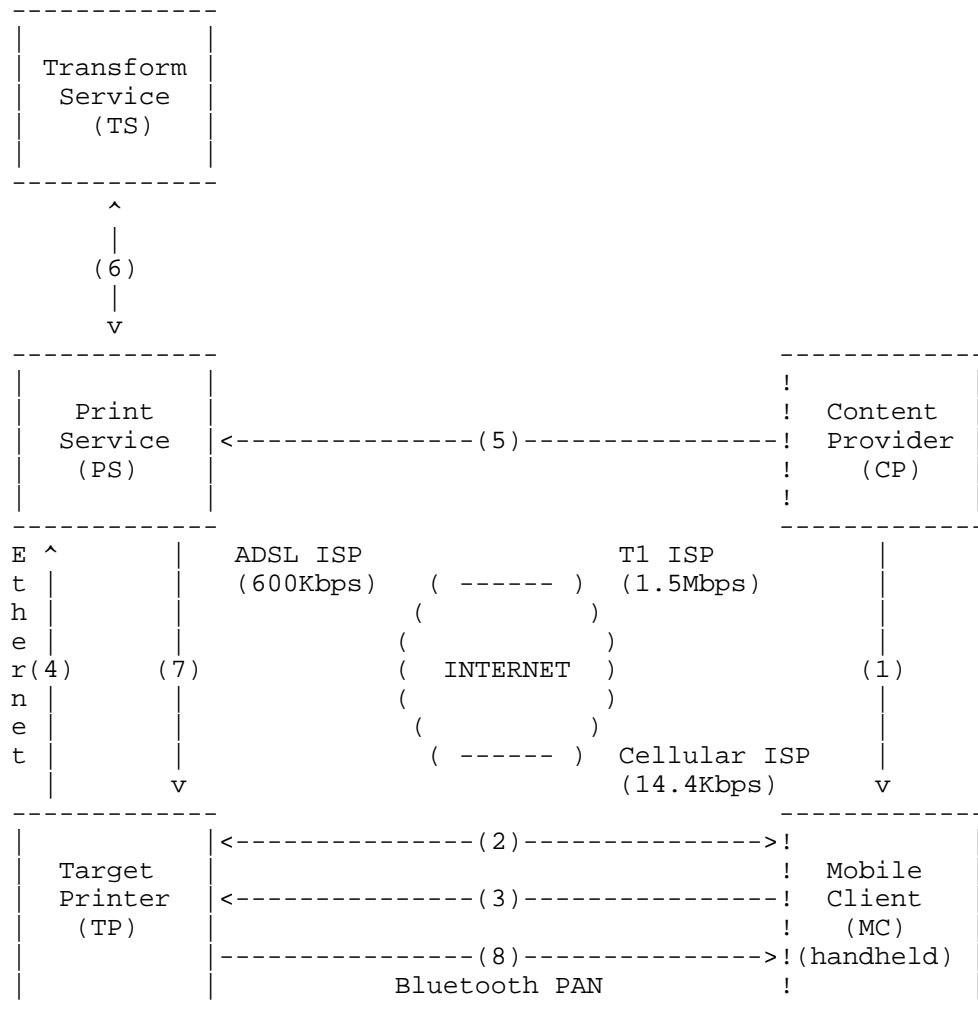 Transform
Service
(TS)
(6)
Print Content
Service <---------------(5)----------------! Provider
(PS) (CP)
E ADSL ISP T1 ISP
t (600Kbps) ( ------ ) (1.5Mbps)
h
e
r(4) (7) ( INTERNET ) (1)
n
e
t ( ------ ) Cellular ISP
(14.4Kbps)
<---------------(2)--------------->!
Target Mobile
Printer <---------------(3)----------------! Client
(TP) (MC)
----------------(8)--------------->!(handheld)
Bluetooth PAN